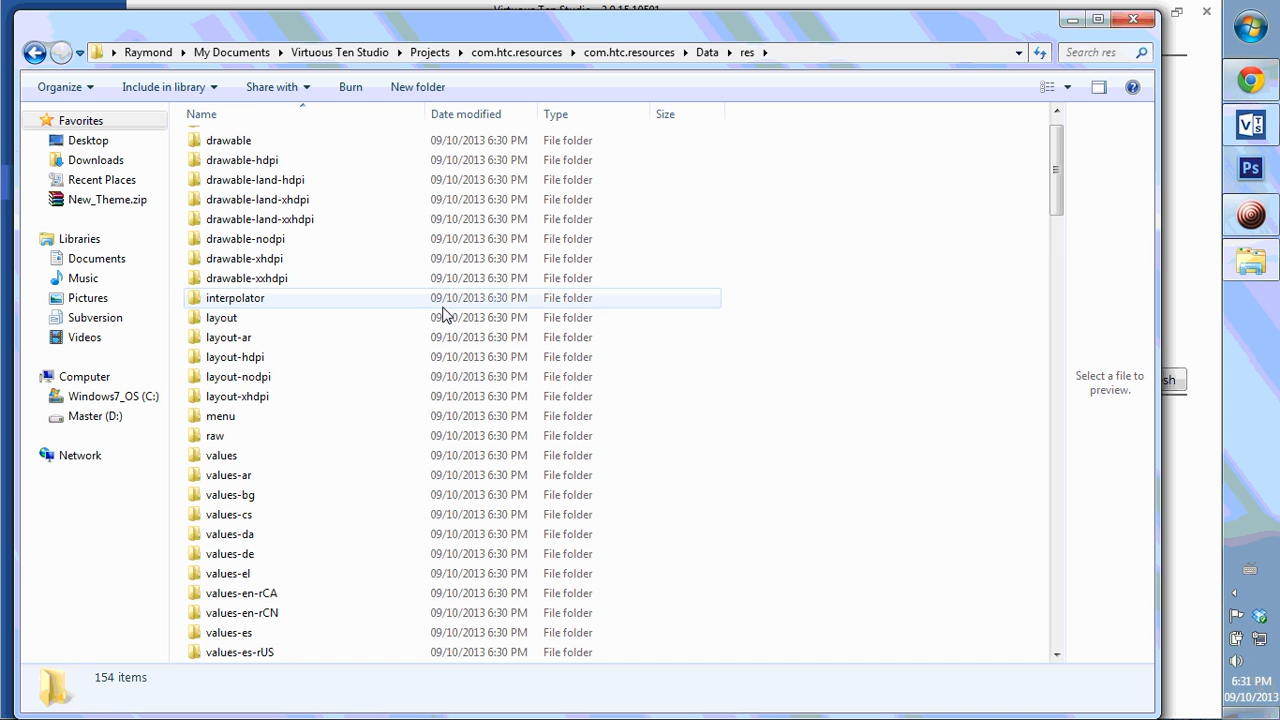 Virtuous Ten Studio - 2.0.15.10501
Raymond ▸ My Documents ▸ Virtuous Ten Studio ▸ Projects ▸ com.htc.resources ▸ com.htc.resources ▸ Data ▸ res ▸ Search res
Organize Include in library Share with Burn New folder
Name Date modified Type Size
Favorites
Desktop
Downloads
Recent Places
New_Theme.zip
Libraries
Documents
Music
Pictures
Subversion
Videos
Computer
Windows7_OS (C:)
Master (D:)
Network
drawable 09/10/2013 6:30 PM File folder
drawable-hdpi 09/10/2013 6:30 PM File folder
drawable-land-hdpi 09/10/2013 6:30 PM File folder
drawable-land-xhdpi 09/10/2013 6:30 PM File folder
drawable-land-xxhdpi 09/10/2013 6:30 PM File folder
drawable-nodpi 09/10/2013 6:30 PM File folder
drawable-xhdpi 09/10/2013 6:30 PM File folder
drawable-xxhdpi 09/10/2013 6:30 PM File folder
interpolator 09/10/2013 6:30 PM File folder
layout 09/10/2013 6:30 PM File folder
layout-ar 09/10/2013 6:30 PM File folder
layout-hdpi 09/10/2013 6:30 PM File folder
layout-nodpi 09/10/2013 6:30 PM File folder
layout-xhdpi 09/10/2013 6:30 PM File folder
menu 09/10/2013 6:30 PM File folder
raw 09/10/2013 6:30 PM File folder
values 09/10/2013 6:30 PM File folder
values-ar 09/10/2013 6:30 PM File folder
values-bg 09/10/2013 6:30 PM File folder
values-cs 09/10/2013 6:30 PM File folder
values-da 09/10/2013 6:30 PM File folder
values-de 09/10/2013 6:30 PM File folder
values-el 09/10/2013 6:30 PM File folder
values-en-rCA 09/10/2013 6:30 PM File folder
values-en-rCN 09/10/2013 6:30 PM File folder
values-es 09/10/2013 6:30 PM File folder
values-es-rUS 09/10/2013 6:30 PM File folder
Select a file to
preview.
sh
154 items
VTS
Ps
6:31 PM
09/10/2013